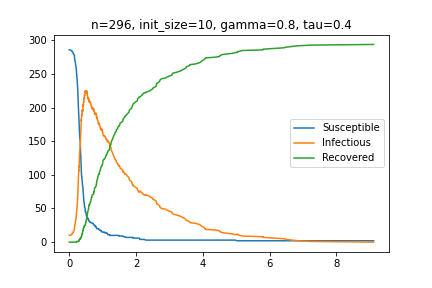 n=296, init_size=10, gamma=0.8, tau=0.4
300
250
200
150
100
50
0
Susceptible
Infectious
Recovered
0 2 4 6 8